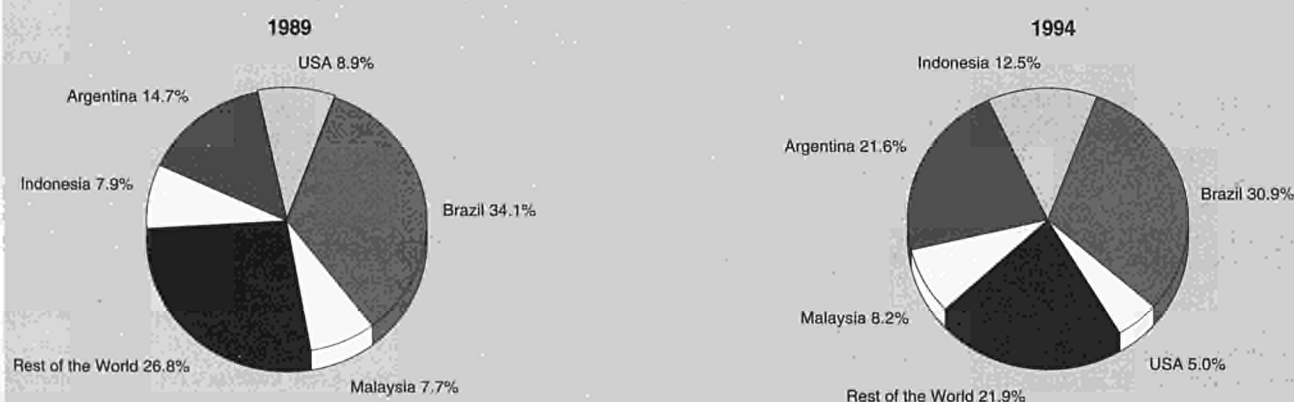 1989
USA 8.9%
Argentina 14.7%
Indonesia 7.9%
Brazil 34.1%
Rest of the World 26.8%
Malaysia 7.7%
1994
Indonesia 12.5%
Argentina 21.6%
Brazil 30.9%
Malaysia 8.2%
USA 5.0%
Rest of the World 21.9%